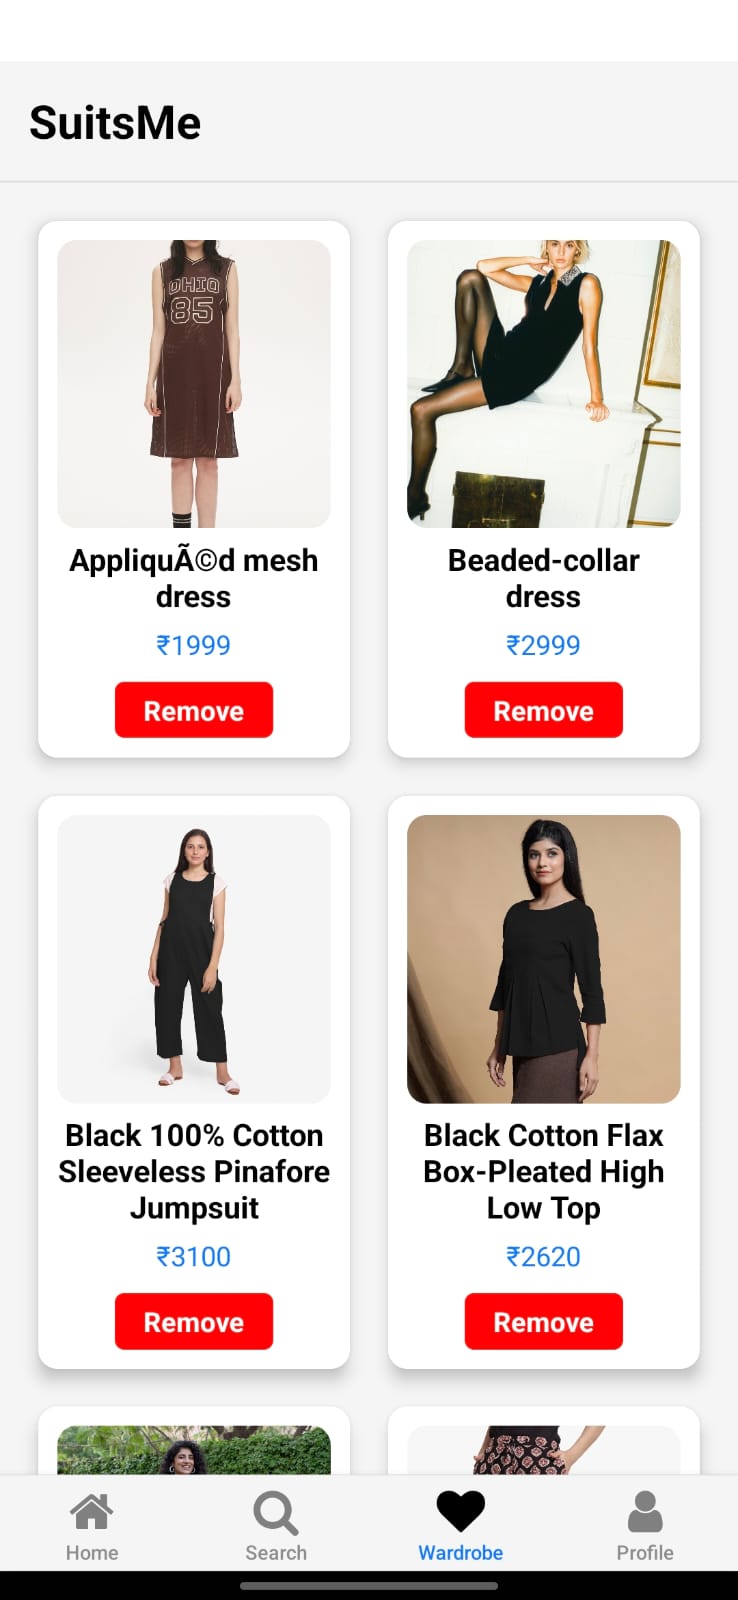 SuitsMe
OHIO
85
AppliquÃ©d mesh
dress
₹1999
Remove
Beaded-collar
dress
₹2999
Remove
Black 100% Cotton
Sleeveless Pinafore
Jumpsuit
₹3100
Remove
Black Cotton Flax
Box-Pleated High
Low Top
₹2620
Remove
Home
Search
Wardrobe
Profile